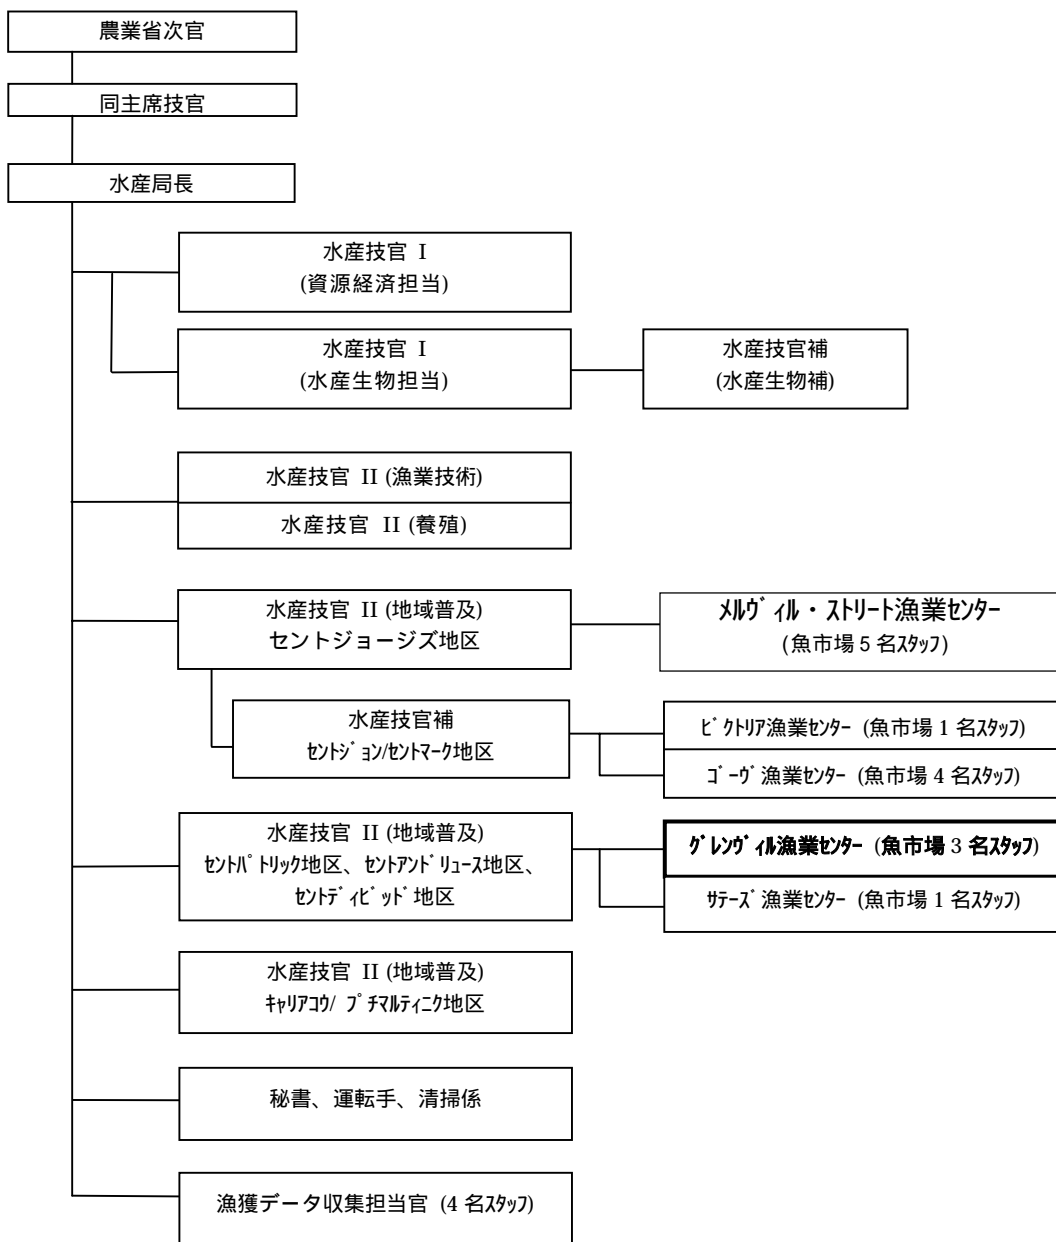 農業省次官
同主席技官
水産局長
水産技官 I
(資源経済担当)
水産技官 I
(水産生物担当)
水産技官補
(水産生物補)
水産技官 II (漁業技術)
水産技官 II (養殖)
水産技官 II (地域普及)
セントジョージズ地区
メルヴィル・ストリート漁業センター
(魚市場 5 名スタッフ)
水産技官補
セントジョン/セントマーク地区
ビクトリア漁業センター (魚市場 1 名スタッフ)
ゴーヴ漁業センター (魚市場 4 名スタッフ)
水産技官 II (地域普及)
セントパトリック地区、セントアンドリュース地区、
セントディビッド地区
グレンヴィル漁業センター (魚市場 3 名スタッフ)
サテーズ漁業センター (魚市場 1 名スタッフ)
水産技官 II (地域普及)
キャリアコウ/ プチマルティニク地区
秘書、運転手、清掃係
漁獲データ収集担当官 (4 名スタッフ)